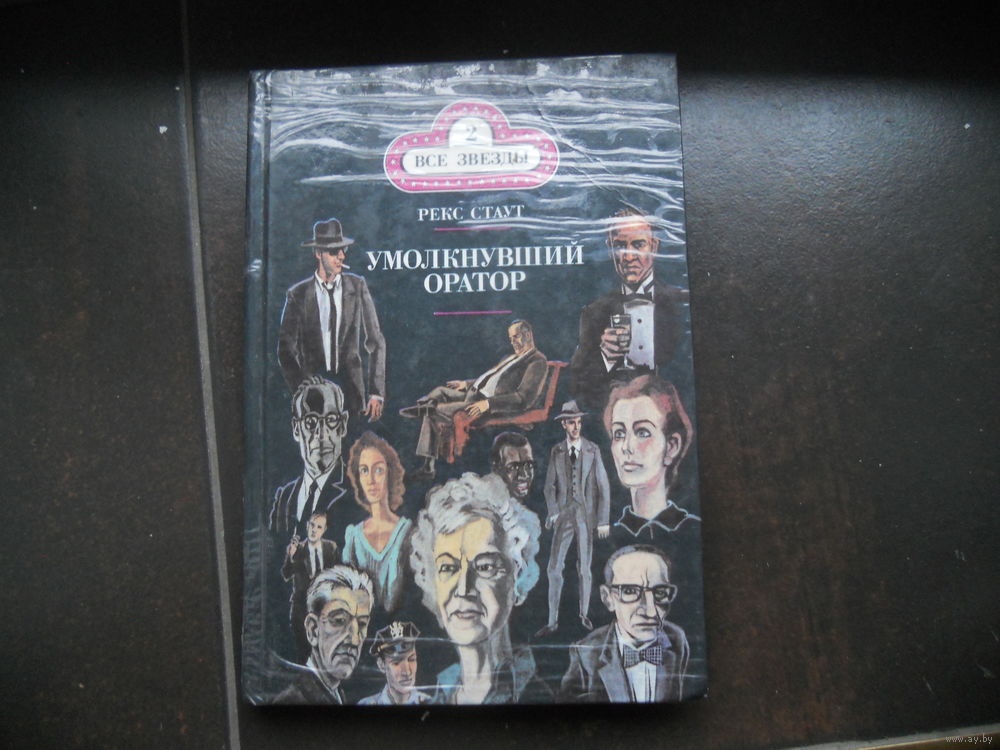 2
ВСЕ ЗВЕЗДЫ
РЕКС СТАУТ
УМОЛКНУВШИЙ
ОРАТОР
www.ay.by